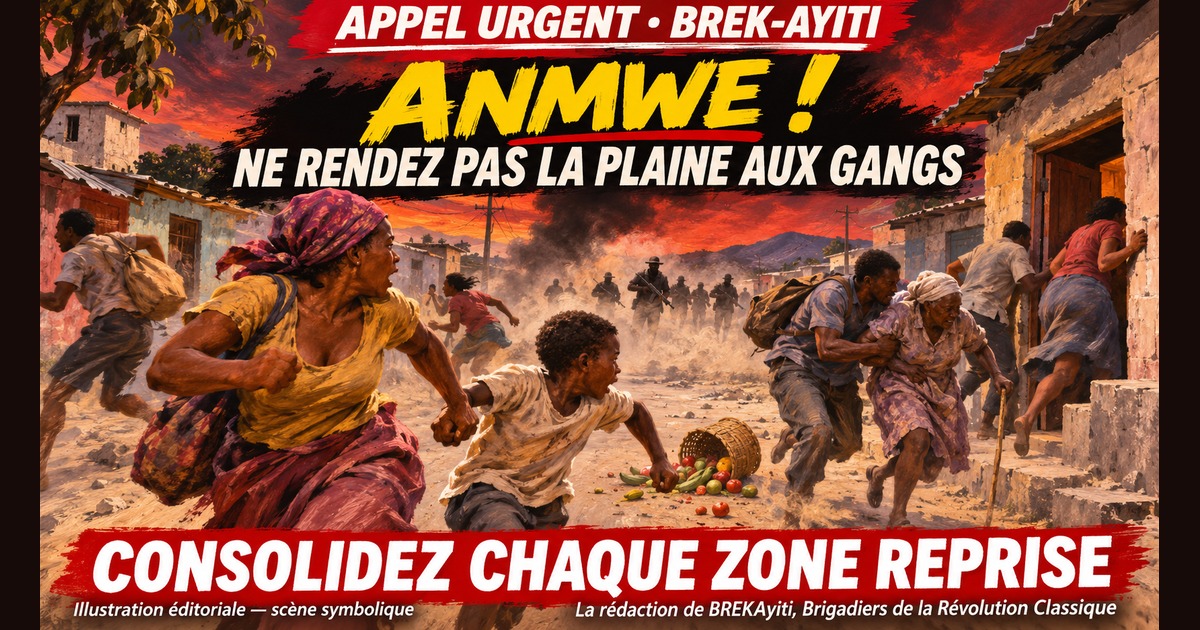 APPEL URGENT • BREK-AYITI
ANMWE !
NE RENDEZ PAS LA PLAINE AUX GANGS
CONSOLIDEZ CHAQUE ZONE REPRISE
Illustration éditoriale — scène symbolique
La rédaction de BREKAyiti, Brigadiers de la Révolution Classique